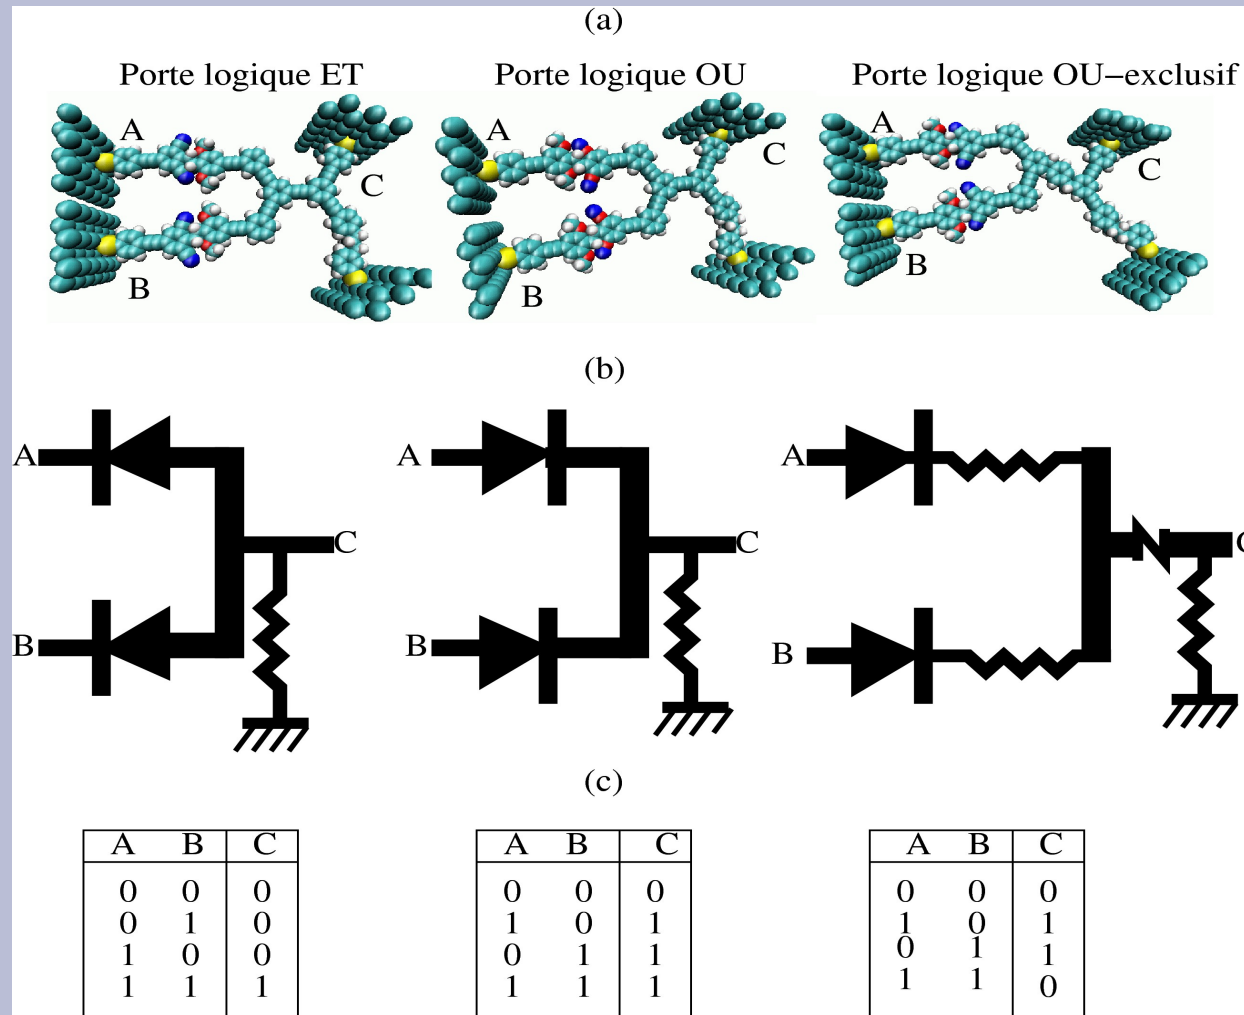 (a)
Porte logique ET Porte logique OU Porte logique OU−exclusif
A A A
C C C
B B B
(b)
A A A
C C C
B B B
(c)
A B C A B C A B C
0 0 0 0 0 0 0 0 0
0 1 0 1 0 1 1 0 1
1 0 0 0 1 1 0 1 1
1 1 1 1 1 1 1 1 0